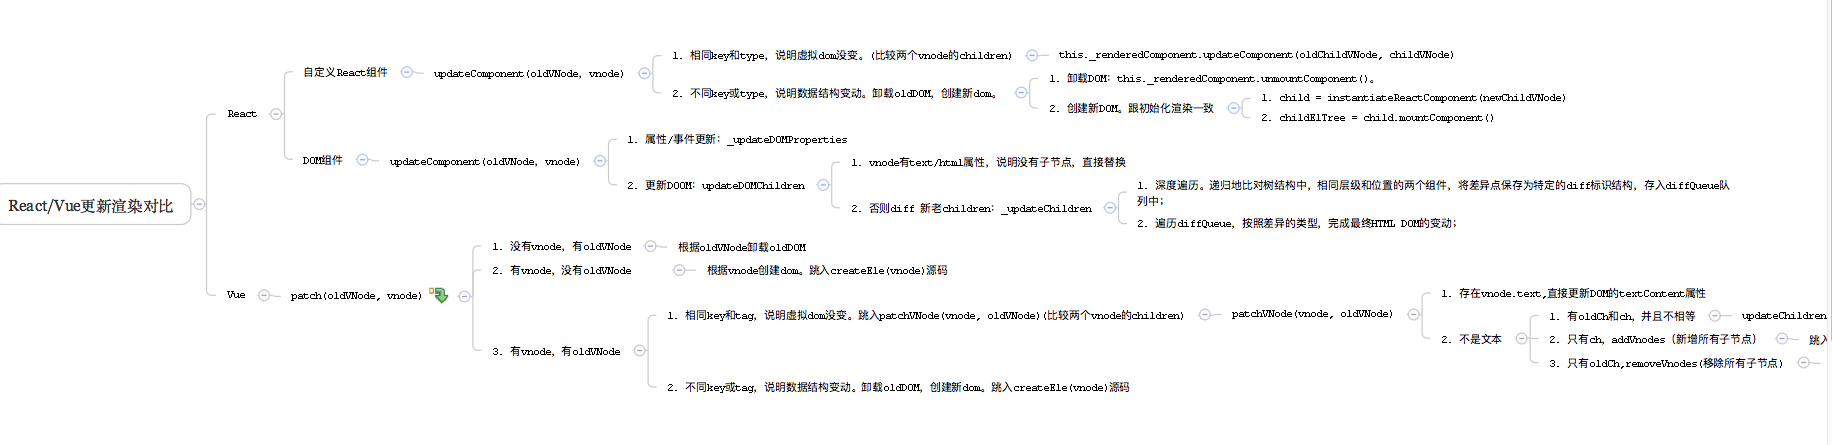 React/Vue更新渲染对比
React
自定义React组件
updateComponent(oldVNode, vnode)
1. 相同key和type，说明虚拟dom没变。(比较两个vnode的children)
this._renderedComponent.updateComponent(oldChildVNode, childVNode)
2. 不同key或type，说明数据结构变动。卸载oldDOM，创建新dom。
1. 卸载DOM：this._renderedComponent.unmountComponent()。
2. 创建新DOM。跟初始化渲染一致
1. child = instantiateReactComponent(newChildVNode)
2. childElTree = child.mountComponent()
DOM组件
updateComponent(oldVNode, vnode)
1. 属性/事件更新：_updateDOMProperties
2. 更新DOOM：updateDOMChildren
1. vnode有text/html属性，说明没有子节点，直接替换
2. 否则diff 新老children：_updateChildren
1. 深度遍历。递归地比对树结构中，相同层级和位置的两个组件，将差异点保存为特定的diff标识结构，存入diffQueue队
列中；
2. 遍历diffQueue，按照差异的类型，完成最终HTML DOM的变动；
Vue
patch(oldVNode, vnode)
1. 没有vnode，有oldVNode
根据oldVNode卸载oldDOM
2. 有vnode，没有oldVNode
根据vnode创建dom。跳入createEle(vnode)源码
3. 有vnode，有oldVNode
1. 相同key和tag，说明虚拟dom没变。跳入patchVNode(vnode, oldVNode)(比较两个vnode的children)
patchVNode(vnode, oldVNode)
1. 存在vnode.text,直接更新DOM的textContent属性
2. 不是文本
1. 有oldCh和ch，并且不相等
updateChildren
2. 只有ch，addVnodes（新增所有子节点）
跳入
3. 只有oldCh,removeVnodes(移除所有子节点)
2. 不同key或tag，说明数据结构变动。卸载oldDOM，创建新dom。跳入createEle(vnode)源码